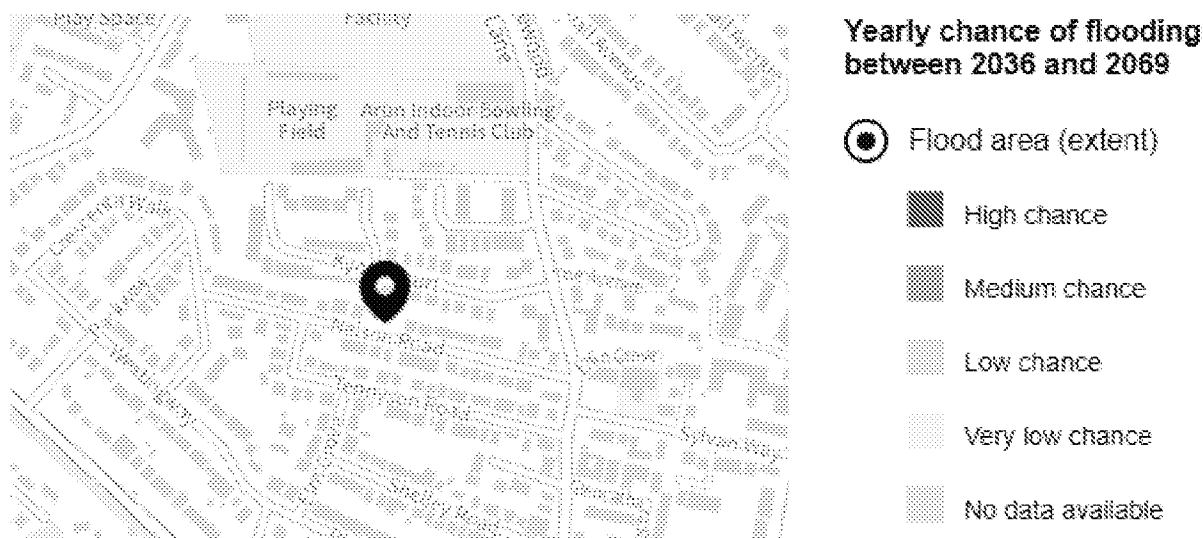 Play Space
Facility
Playing
Field
Arun Indoor Bowling
And Tennis Club
Nelson Road
Tennyson Road
Sylvan Way
Shelley Road
Yearly chance of flooding
between 2036 and 2069
Flood area (extent)
High chance
Medium chance
Low chance
Very low chance
No data available